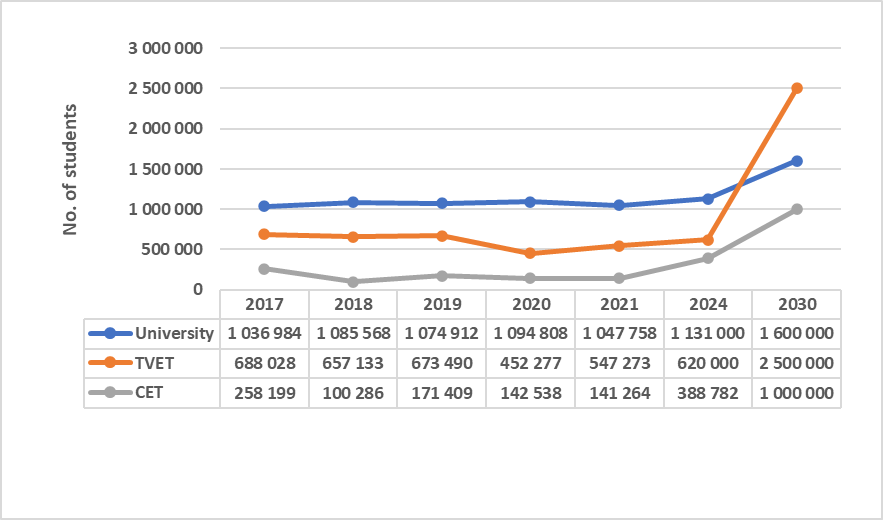 3 000 000
2 500 000
2 000 000
1 500 000
1 000 000
500 000
0
No. of students
2017 2018 2019 2020 2021 2024 2030
University 1 036 984 1 085 568 1 074 912 1 094 808 1 047 758 1 131 000 1 600 000
TVET 688 028 657 133 673 490 452 277 547 273 620 000 2 500 000
CET 258 199 100 286 171 409 142 538 141 264 388 782 1 000 000